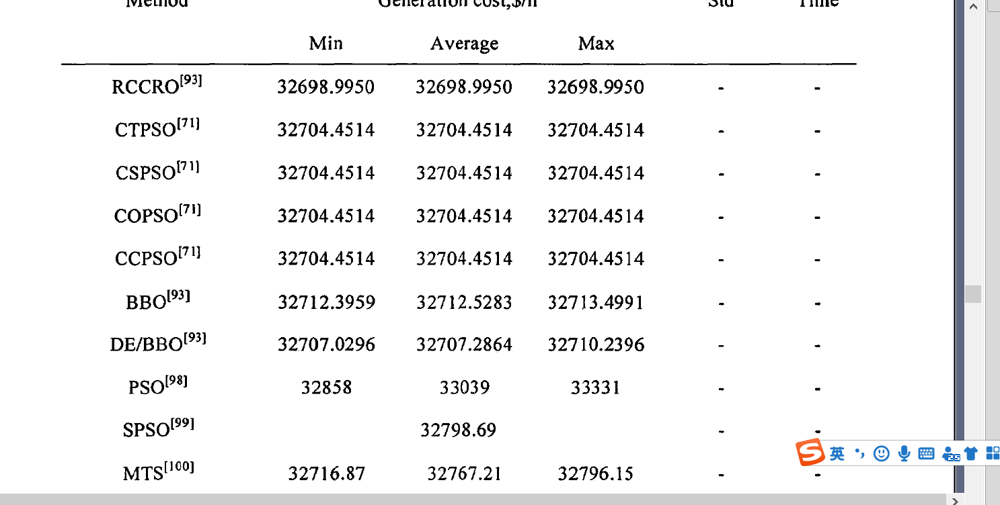 Method Generation cost,$/h Std Time
Min Average Max
RCCRO[93] 32698.9950 32698.9950 32698.9950 - -
CTPSO[71] 32704.4514 32704.4514 32704.4514 - -
CSPSO[71] 32704.4514 32704.4514 32704.4514 - -
COPSO[71] 32704.4514 32704.4514 32704.4514 - -
CCPSO[71] 32704.4514 32704.4514 32704.4514 - -
BBO[93] 32712.3959 32712.5283 32713.4991 - -
DE/BBO[93] 32707.0296 32707.2864 32710.2396 - -
PSO[98] 32858 33039 33331 - -
SPSO[99] 32798.69 - -
S 英 25
MTS[100] 32716.87 32767.21 32796.15 - -